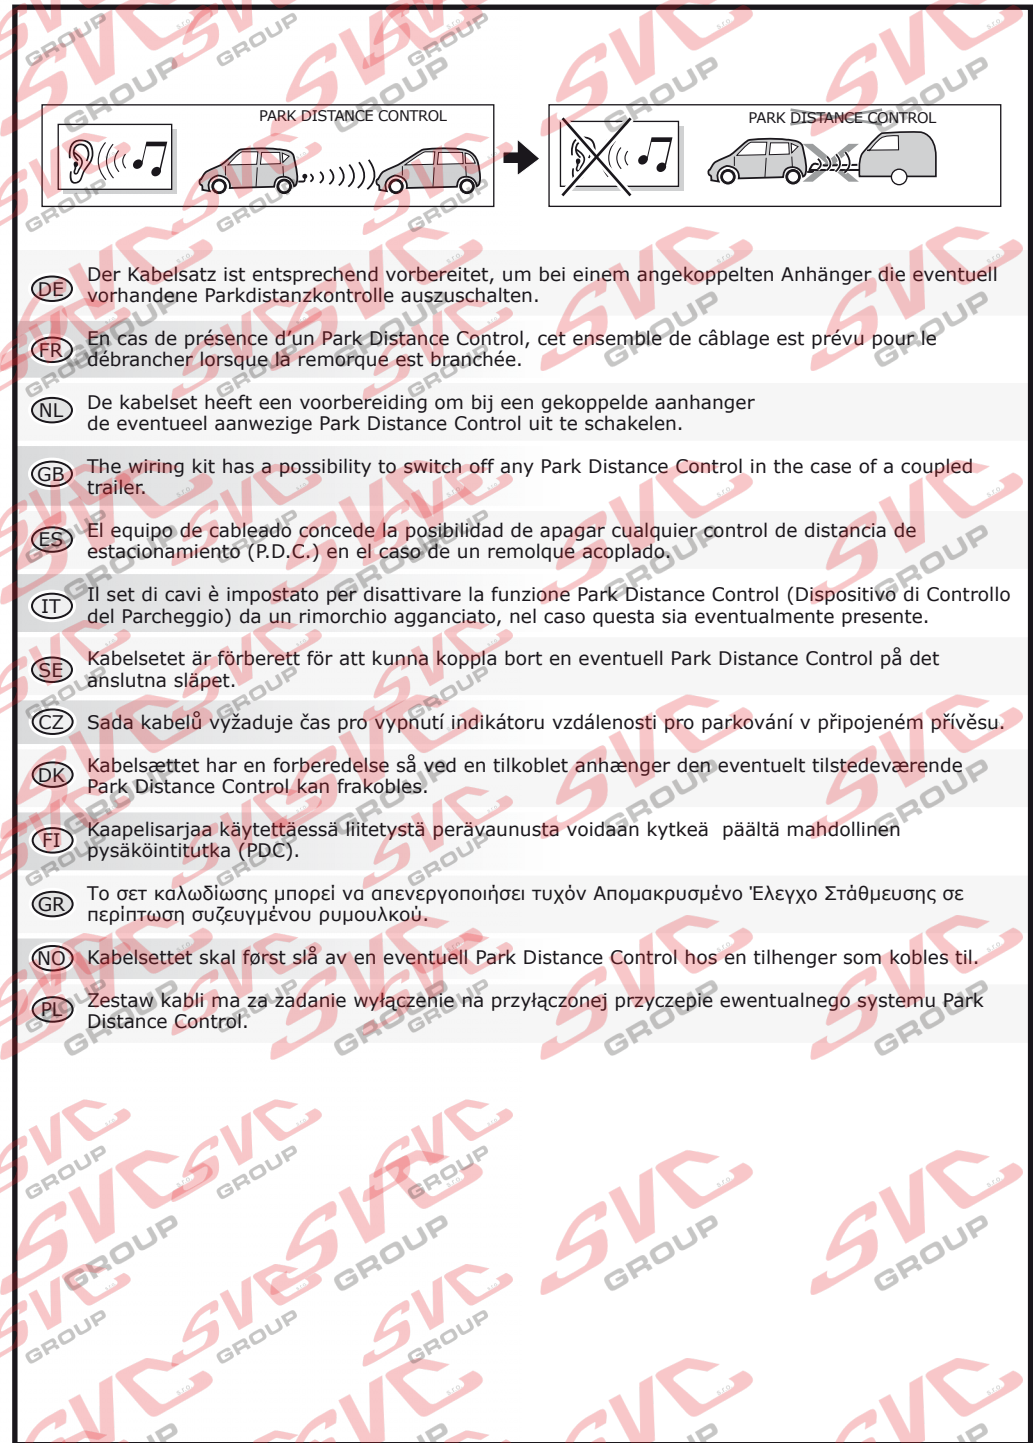 PARK DISTANCE CONTROL
PARK DISTANCE CONTROL
DE
Der Kabelsatz ist entsprechend vorbereitet, um bei einem angekoppelten Anhänger die eventuell
vorhandene Parkdistanzkontrolle auszuschalten.
FR
En cas de présence d'un Park Distance Control, cet ensemble de câblage est prévu pour le
débrancher lorsque la remorque est branchée.
NL
De kabelset heeft een voorbereiding om bij een gekoppelde aanhanger
de eventueel aanwezige Park Distance Control uit te schakelen.
GB
The wiring kit has a possibility to switch off any Park Distance Control in the case of a coupled
trailer.
ES
El equipo de cableado concede la posibilidad de apagar cualquier control de distancia de
estacionamiento (P.D.C.) en el caso de un remolque acoplado.
IT
Il set di cavi è impostato per disattivare la funzione Park Distance Control (Dispositivo di Controllo
del Parcheggio) da un rimorchio agganciato, nel caso questa sia eventualmente presente.
SE
Kabelsetet är förberett för att kunna koppla bort en eventuell Park Distance Control på det
anslutna släpet.
CZ
Sada kabelů vyžaduje čas pro vypnutí indikátoru vzdálenosti pro parkování v připojeném přívěsu.
DK
Kabelsættet har en forberedelse så ved en tilkoblet anhænger den eventuelt tilstedeværende
Park Distance Control kan frakobles.
FI
Kaapelisarjaa käytettäessä liitetystä perävaunusta voidaan kytkeä päältä mahdollinen
pysäköintitutka (PDC).
GR
Το σετ καλωδίωσης μπορεί να απενεργοποιήσει τυχόν Απομακρυσμένο Έλεγχο Στάθμευσης σε
περίπτωση συζευγμένου ρυμουλκού.
NO
Kabelsettet skal først slå av en eventuell Park Distance Control hos en tilhenger som kobles til.
PL
Zestaw kabli ma za zadanie wyłączenie na przyłączonej przyczepie ewentualnego systemu Park
Distance Control.
SVC GROUP s.r.o.